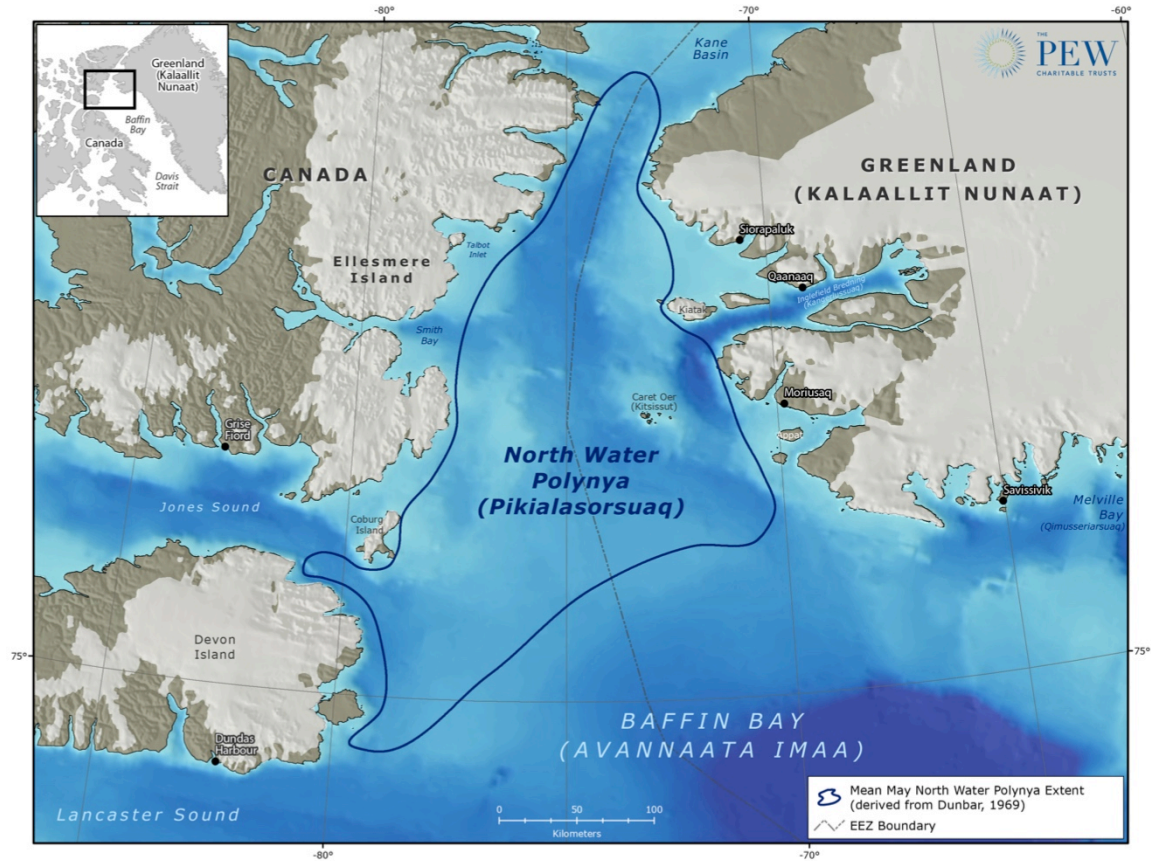 -80°
-70°
-60°
Greenland
(Kalaallit
Nunaat)
Baffin
Bay
Canada
Davis
Strait
Kane
Basin
THE
PEW
CHARITABLE TRUSTS
CANADA
GREENLAND
(KALAALLIT NUNAAT)
Siorapaluk
Talbot
Inlet
Ellesmere
Island
Qaanaaq
Inglefield Bredning
(Kangerlussuaq)
Kiatak
Smith
Bay
Moriusaq
Caret Oer
(Kitsissut)
Grise
Fiord
Appat
North Water
Polynya
(Pikialasorsuaq)
Savissivik
Melville
Bay
(Qimusseriarsuaq)
Jones Sound
Coburg
Island
Devon
Island
75°
75°
BAFFIN BAY
(AVANNAATA IMAA)
Dundas
Harbour
Lancaster Sound
0 50 100
Kilometers
Mean May North Water Polynya Extent
(derived from Dunbar, 1969)
EEZ Boundary
-80°
-70°